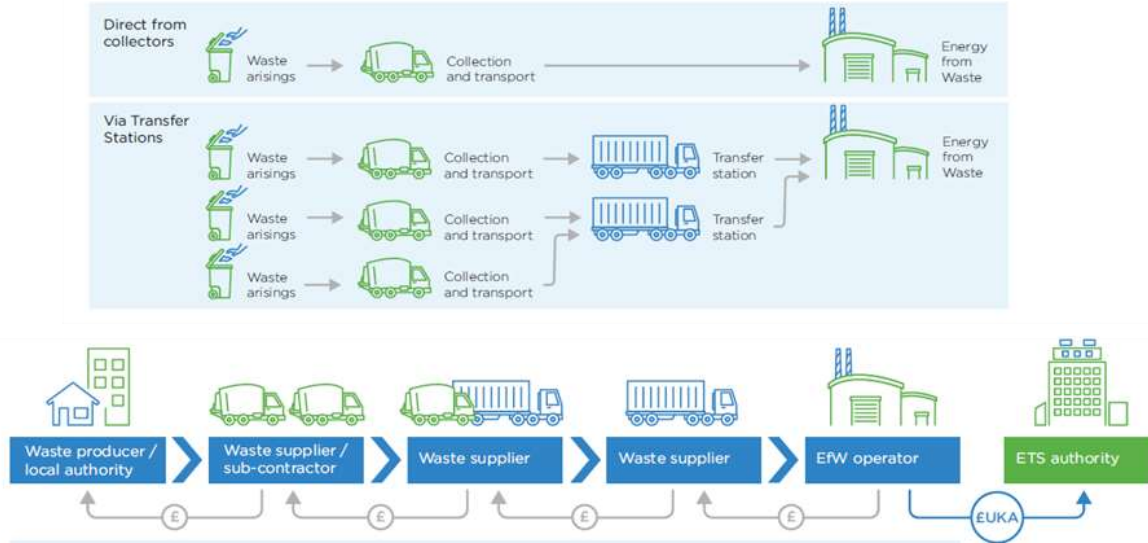 Direct from
collectors
Waste
arisings
Collection
and transport
Energy
from
Waste
Via Transfer
Stations
Waste
arisings
Collection
and transport
Transfer
station
Energy
from
Waste
Waste
arisings
Collection
and transport
Transfer
station
Waste
arisings
Collection
and transport
Waste producer /
local authority
Waste supplier /
sub-contractor
Waste supplier
Waste supplier
EfW operator
ETS authority
£
£
£
£
£UKA